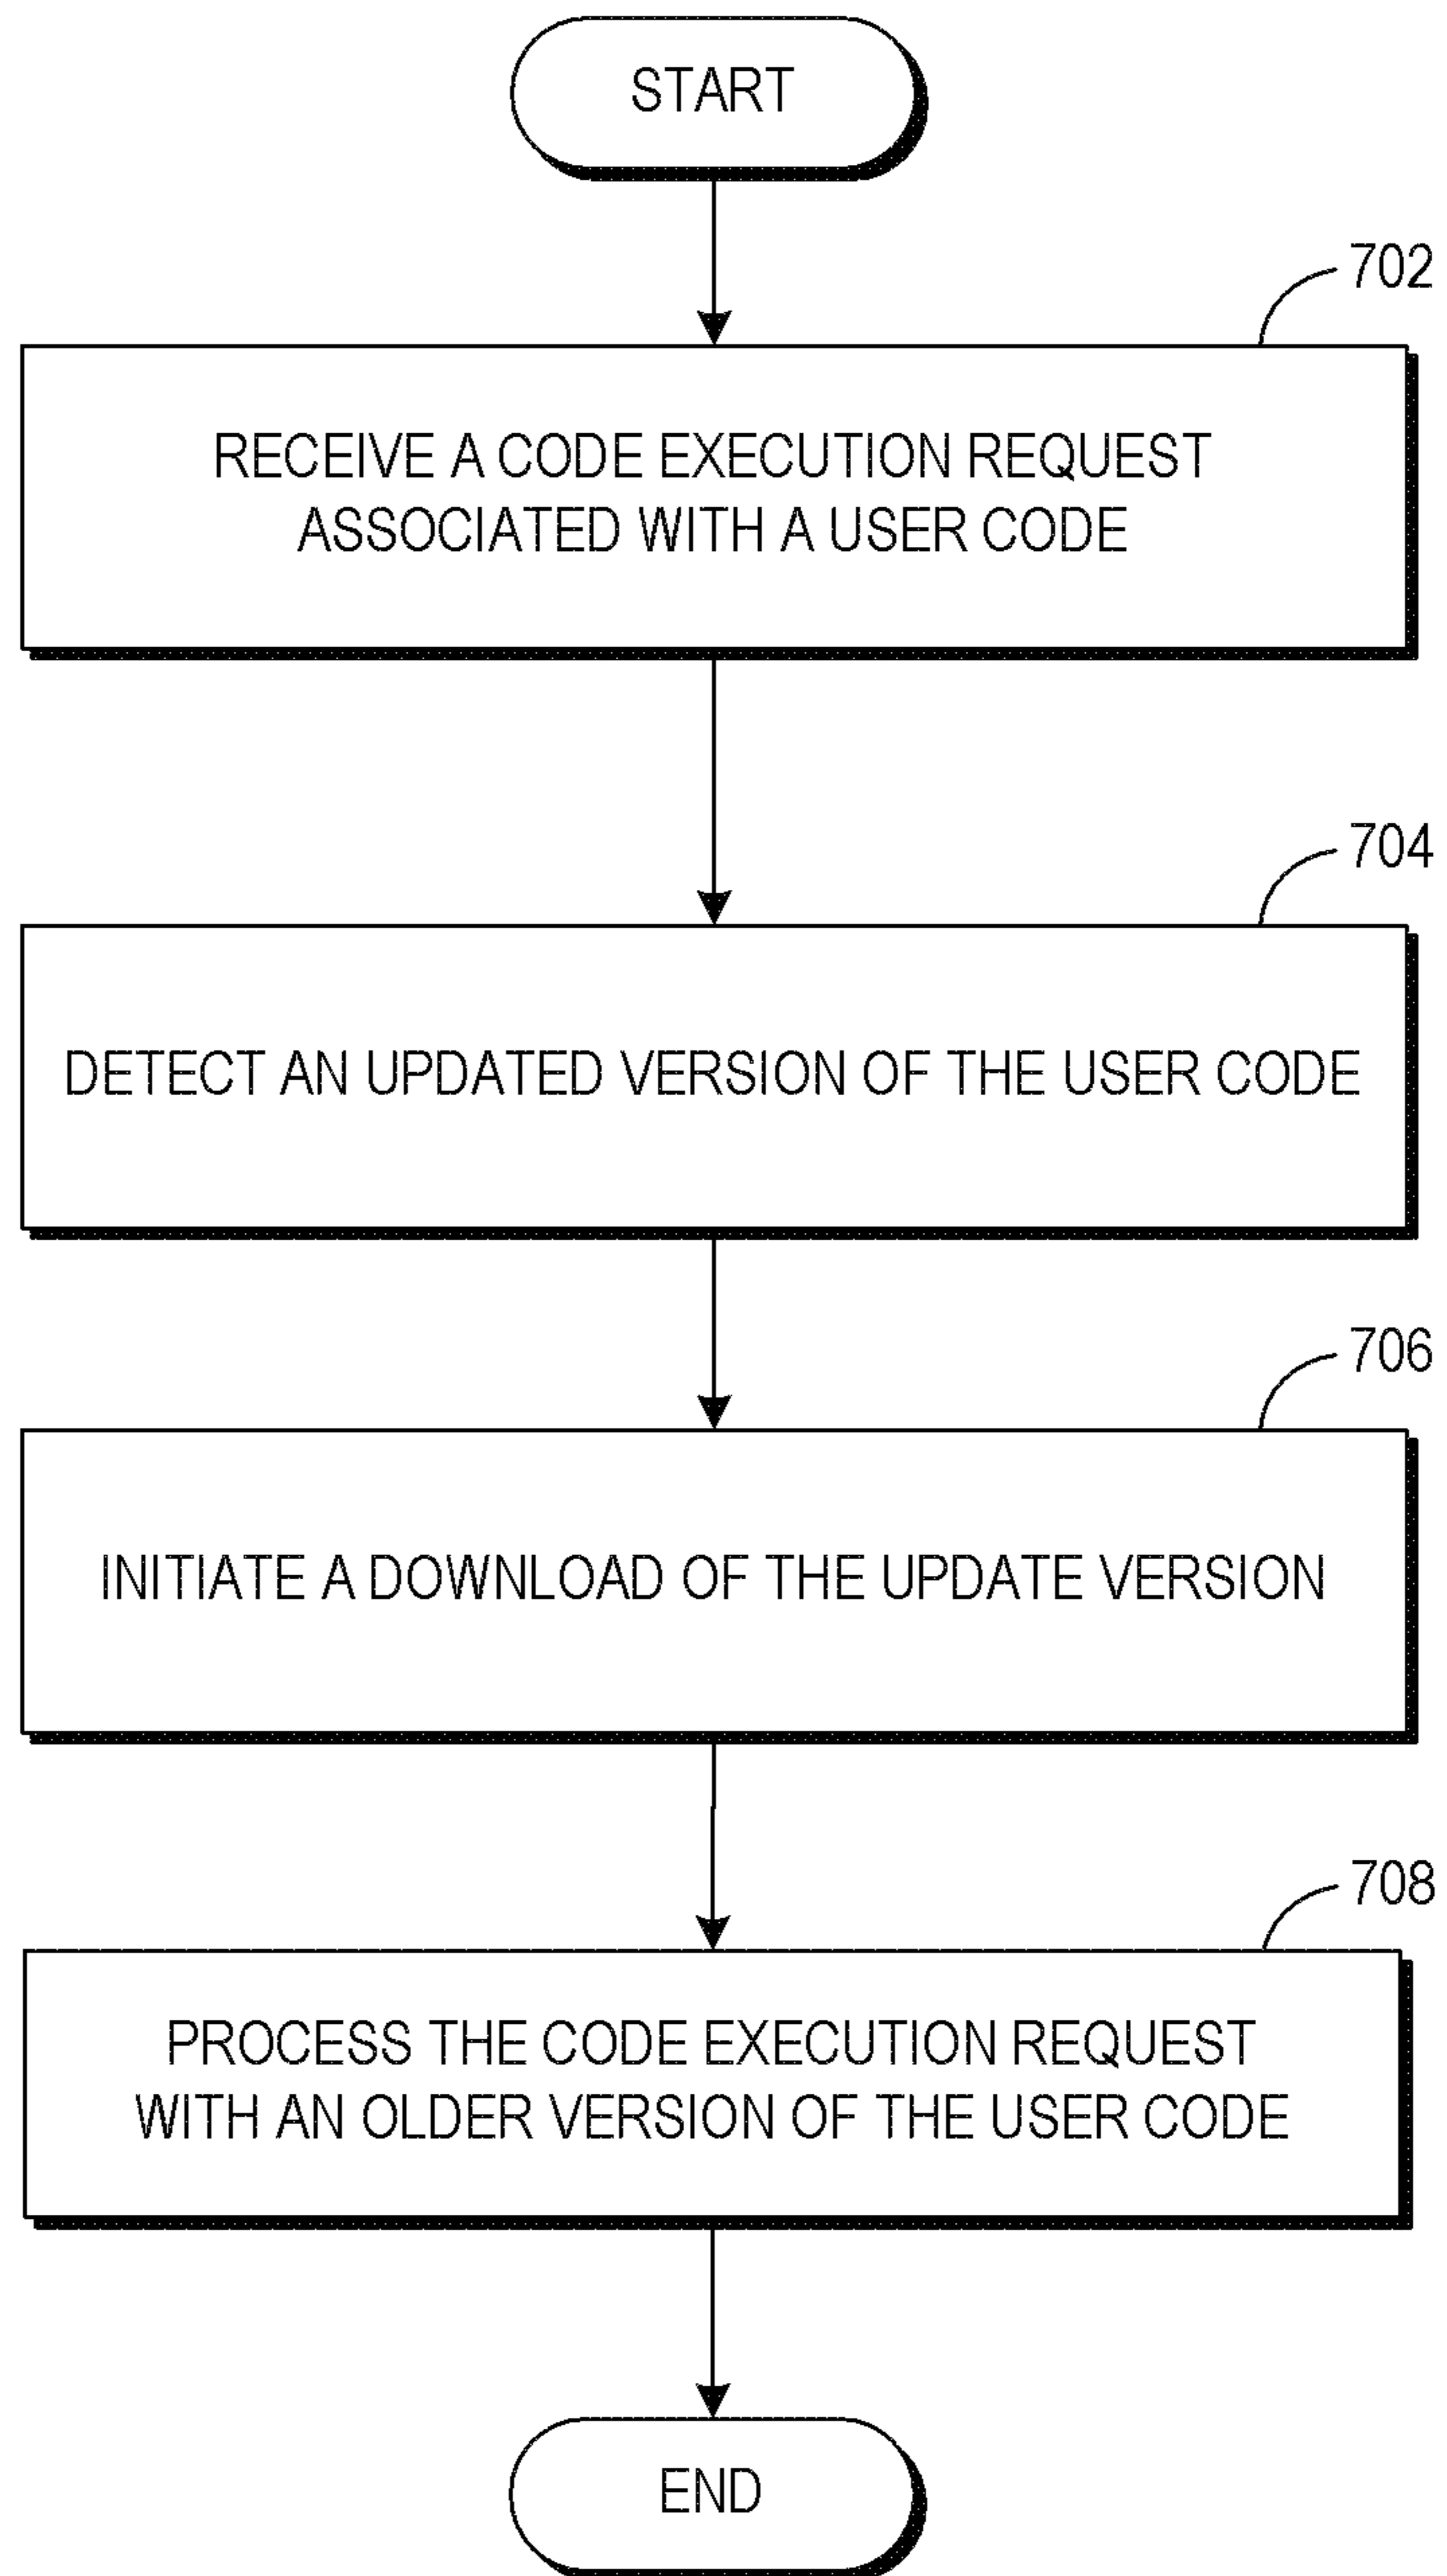 START
702
RECEIVE A CODE EXECUTION REQUEST
ASSOCIATED WITH A USER CODE
704
DETECT AN UPDATED VERSION OF THE USER CODE
706
INITIATE A DOWNLOAD OF THE UPDATE VERSION
708
PROCESS THE CODE EXECUTION REQUEST
WITH AN OLDER VERSION OF THE USER CODE
END